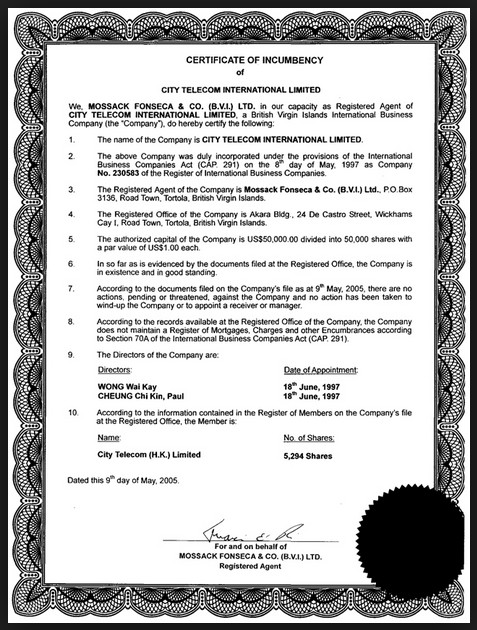 CERTIFICATE OF INCUMBENCY
of
CITY TELECOM INTERNATIONAL LIMITED
We, MOSSACK FONSECA & CO. (B.V.I.) LTD. in our capacity as Registered Agent of
CITY TELECOM INTERNATIONAL LIMITED, a British Virgin Islands International Business
Company (the "Company"), do hereby certify the following:
1. The name of the Company is CITY TELECOM INTERNATIONAL LIMITED.
2. The above Company was duly incorporated under the provisions of the International
Business Companies Act (CAP. 291) on the 8th day of May, 1997 as Company
No. 230583 of the Register of International Business Companies.
3. The Registered Agent of the Company is Mossack Fonseca & Co. (B.V.I.) Ltd., P.O.Box
3136, Road Town, Tortola, British Virgin Islands.
4. The Registered Office of the Company is Akara Bldg., 24 De Castro Street, Wickhams
Cay I, Road Town, Tortola, British Virgin Islands.
5. The authorized capital of the Company is US$50,000.00 divided into 50,000 shares with
a par value of US$1.00 each.
6. In so far as is evidenced by the documents filed at the Registered Office, the Company is
in existence and in good standing.
7. According to the documents filed on the Company's file as at 9th May, 2005, there are no
actions, pending or threatened, against the Company and no action has been taken to
wind-up the Company or to appoint a receiver or manager.
8. According to the records available at the Registered Office of the Company, the Company
does not maintain a Register of Mortgages, Charges and other Encumbrances according
to Section 70A of the International Business Companies Act (CAP. 291).
9. The Directors of the Company are:
Directors: Date of Appointment:
WONG Wai Kay 18th June, 1997
CHEUNG Chi Kin, Paul 18th June, 1997
10. According to the information contained in the Register of Members on the Company's file
at the Registered Office, the Member is:
Name: No. of Shares:
City Telecom (H.K.) Limited 5,294 Shares
Dated this 9th day of May, 2005.
For and on behalf of
MOSSACK FONSECA & CO. (B.V.I.) LTD.
Registered Agent